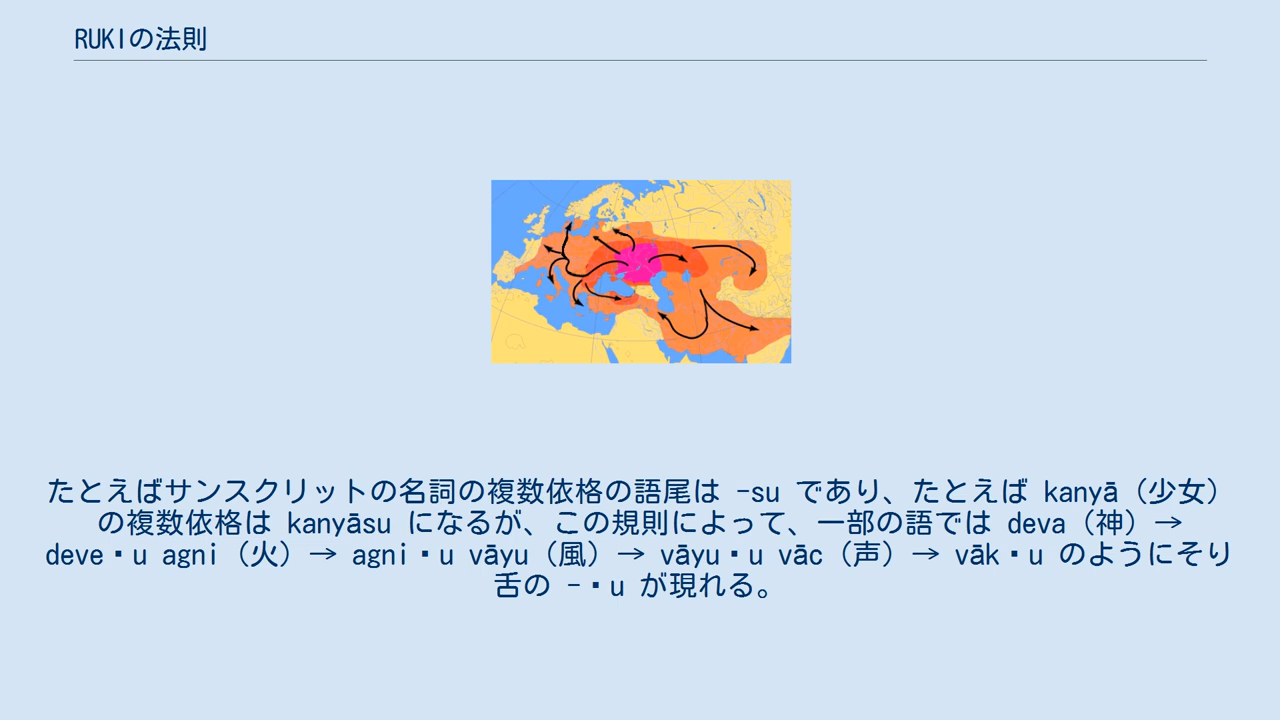 RUKIの法則
たとえばサンスクリットの名詞の複数依格の語尾は -su であり、たとえば kanyā（少女）
の複数依格は kanyāsu になるが、この規則によって、一部の語では deva（神）→
deve▪u agni（火）→ agni▪u vāyu（風）→ vāyu▪u vāc（声）→ vāk▪u のようにそり
舌の -▪u が現れる。